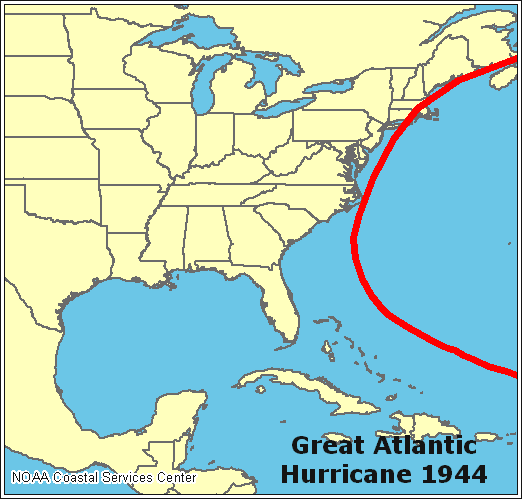 Great Atlantic
Hurricane 1944
NOAA Coastal Services Center